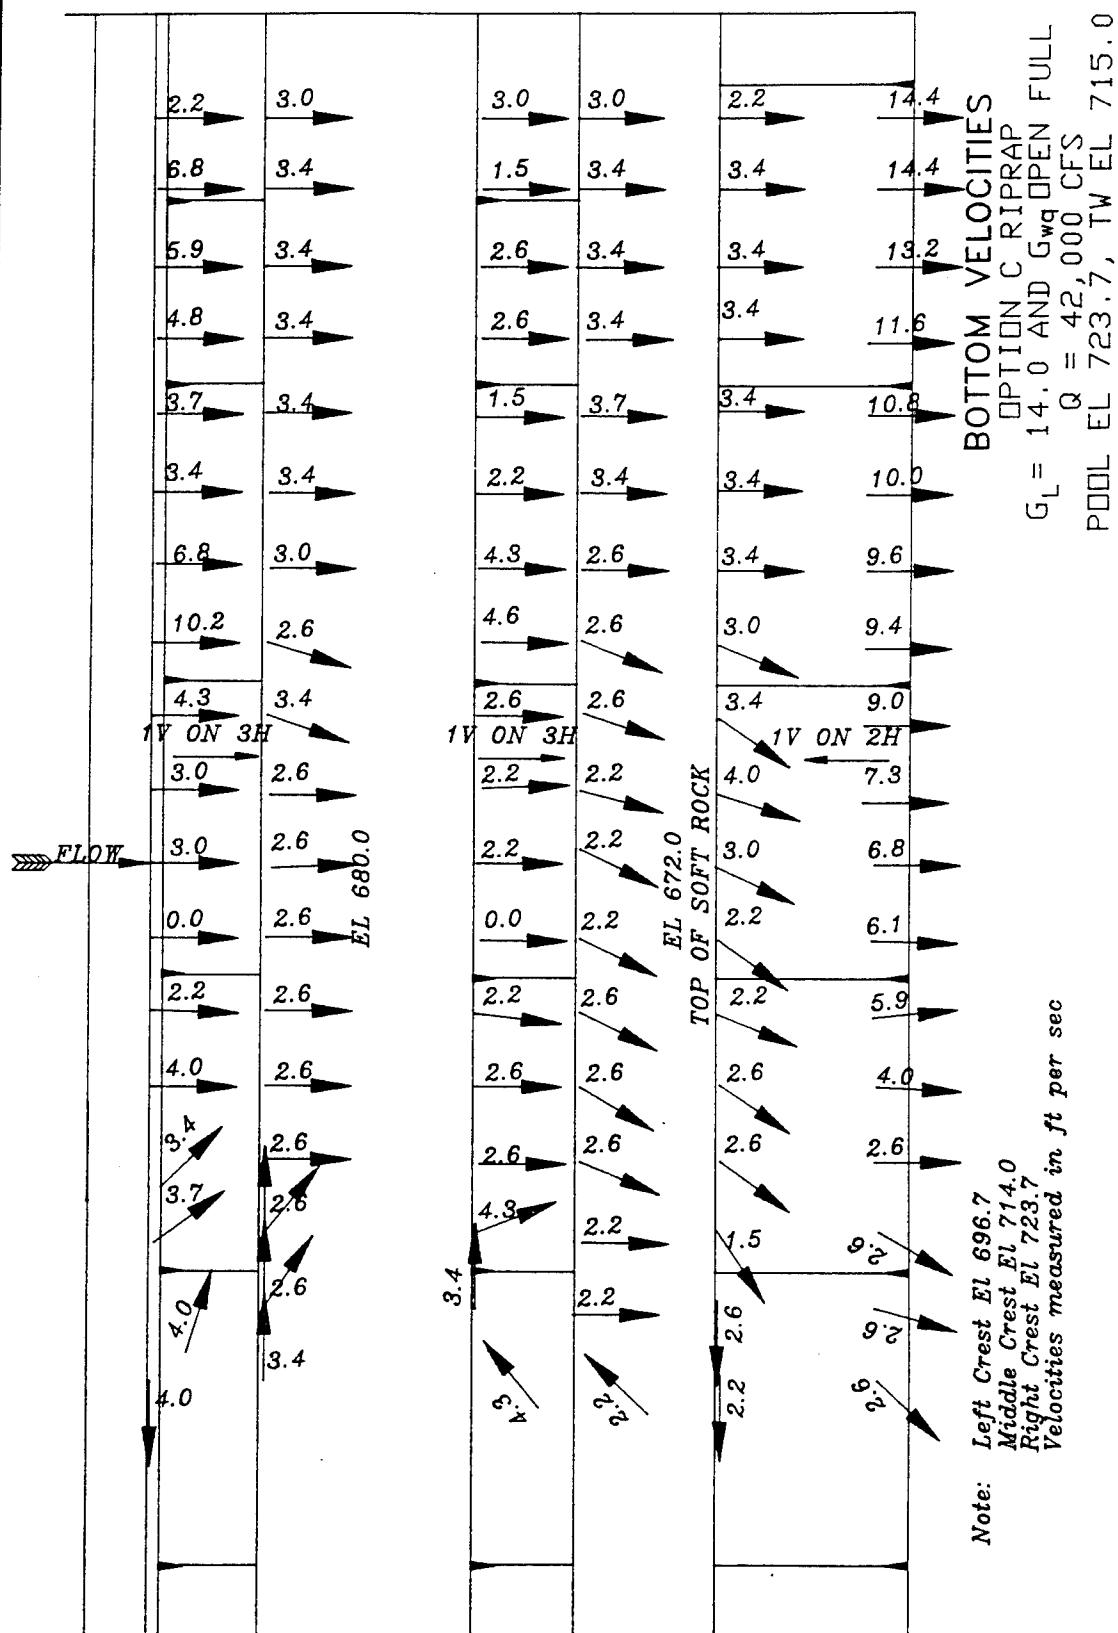 2.2 3.0 3.0 3.0 2.2 14.4
6.8 3.4 1.5 3.4 3.4 14.4
5.9 3.4 2.6 3.4 3.4 13.2
4.8 3.4 2.6 3.4 3.4 11.6
3.7 3.4 1.5 3.7 3.4 10.8
3.4 3.4 2.2 3.4 3.4 10.0
6.8 3.0 4.3 2.6 3.4 9.6
10.2 2.6 4.6 2.6 3.0 9.4
4.3 3.4 2.6 2.6 3.4 9.0
1V ON 3H 1V ON 3H 1V ON 2H
3.0 2.6 2.2 2.2 4.0 7.3
FLOW 3.0 2.6 2.2 2.2 3.0 6.8
0.0 2.6 0.0 2.2 2.2 6.1
2.2 2.6 2.2 2.6 2.2 5.9
4.0 2.6 2.6 2.6 2.6 4.0
3.4 2.6 2.6 2.6 2.6 2.6
3.7 2.6 4.3 2.2 1.5 2.6
4.0 2.6 3.4 2.2 2.6 2.6
4.0 3.4 4.3 2.2 2.2 2.6
EL 680.0
EL 672.0
TOP OF SOFT ROCK
BOTTOM VELOCITIES
OPTION C RIPRAP
GL = 14.0 AND Gwq OPEN FULL
Q = 42,000 CFS
POOL EL 723.7, TW EL 715.0
Note: Left Crest El 696.7
Middle Crest El 714.0
Right Crest El 723.7
Velocities measured in ft per sec